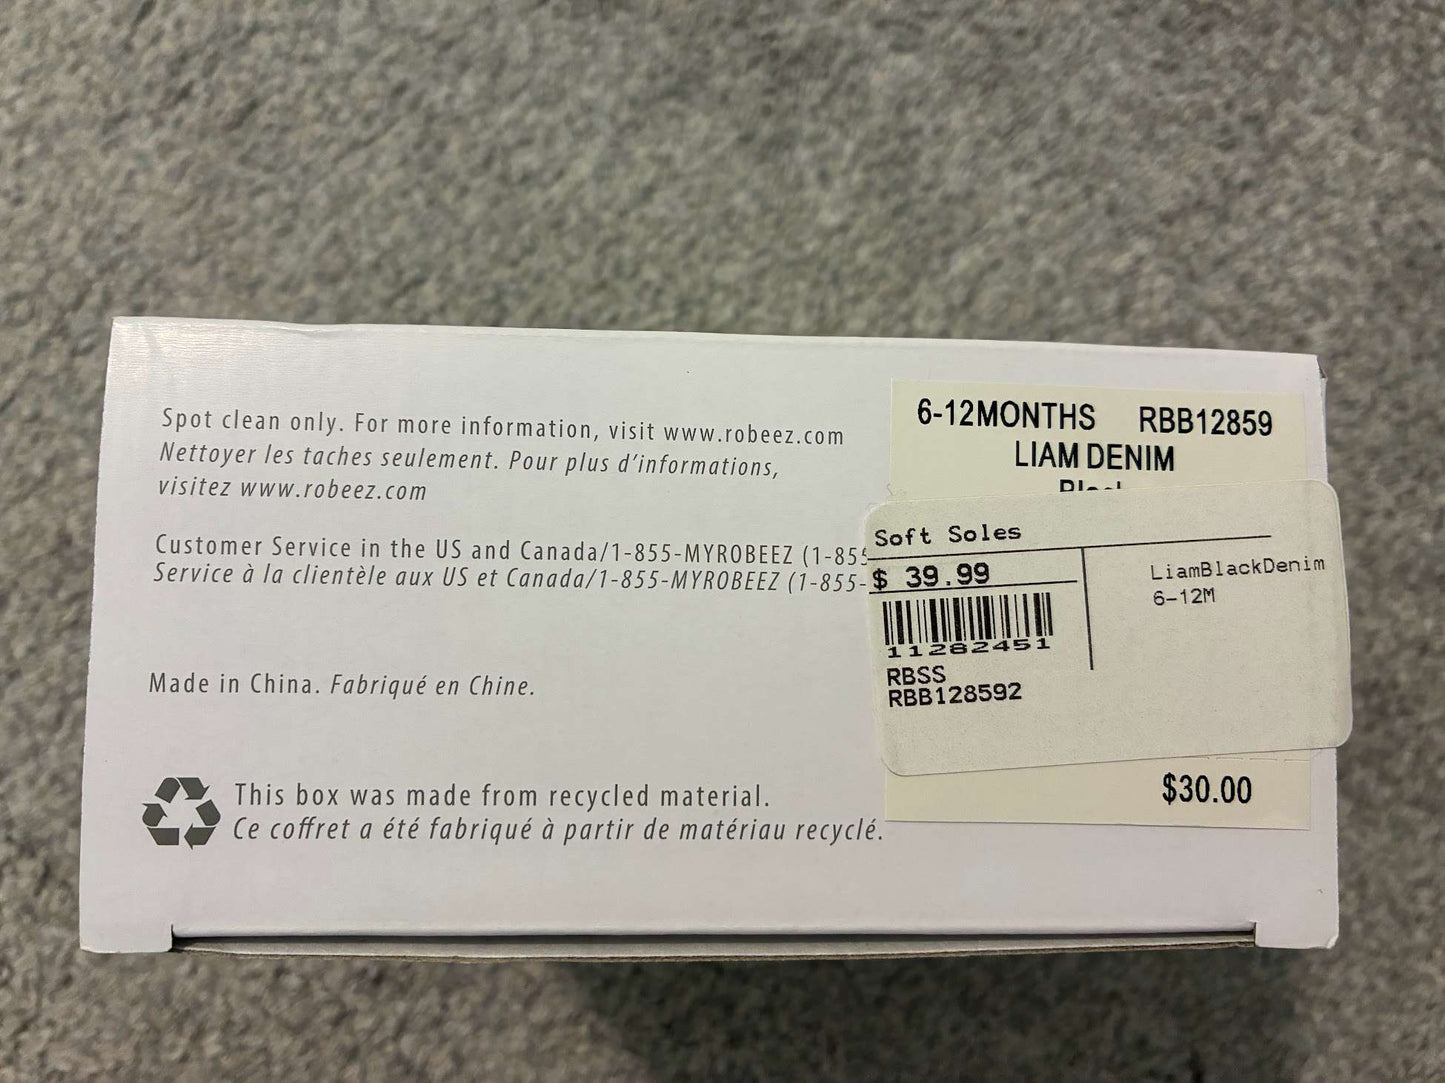 Spot clean only. For more information, visit www.robeez.com
Nettoyer les taches seulement. Pour plus d'informations,
visitez www.robeez.com
Customer Service in the US and Canada/1-855-MYROBEEZ (1-855
Service à la clientèle aux US et Canada/1-855-MYROBEEZ (1-855-
Made in China. Fabriqué en Chine.
This box was made from recycled material.
Ce coffret a été fabriqué à partir de matériau recyclé.
6-12MONTHS RBB12859
LIAM DENIM
Soft Soles
$ 39.99
11282451
RBSS
RBB128592
LiamBlackDenim
6-12M
$30.00